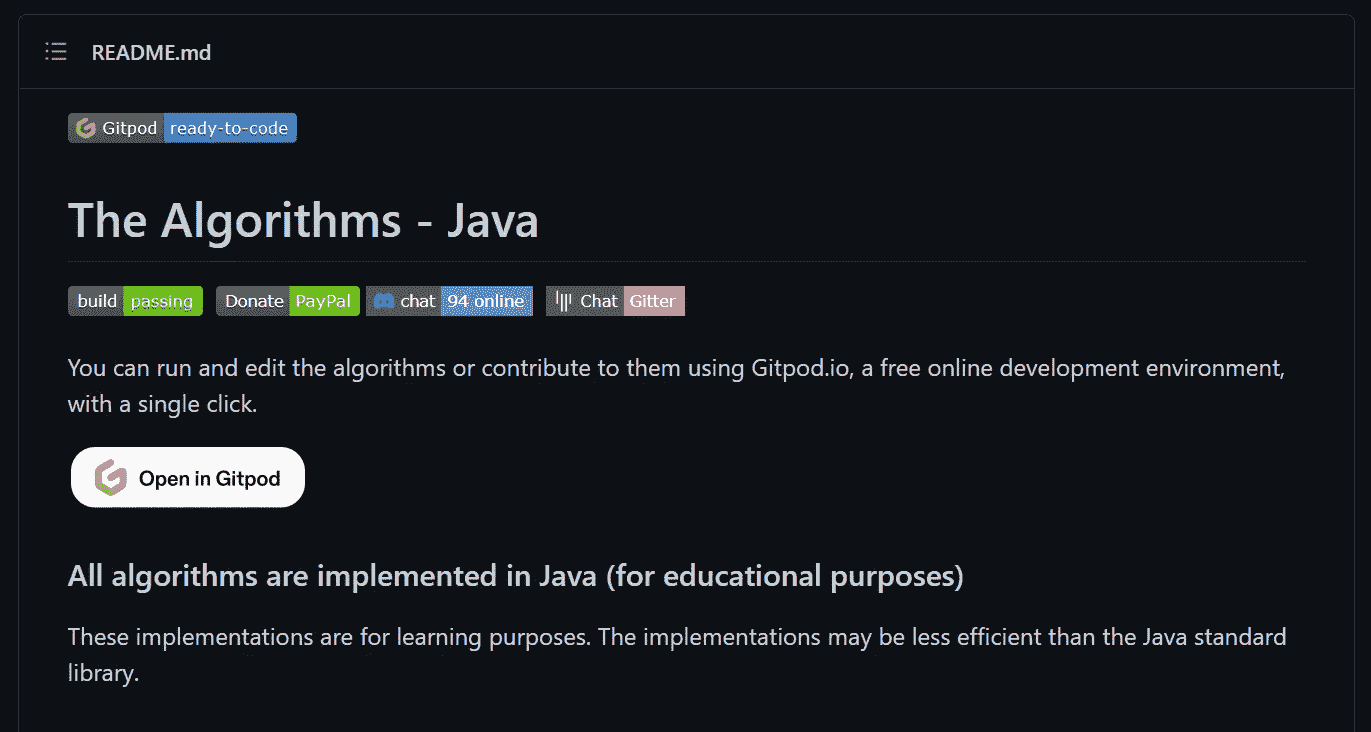 README.md
Gitpod ready-to-code
The Algorithms - Java
build passing Donate PayPal chat 94 online Chat Gitter
You can run and edit the algorithms or contribute to them using Gitpod.io, a free online development environment,
with a single click.
Open in Gitpod
All algorithms are implemented in Java (for educational purposes)
These implementations are for learning purposes. The implementations may be less efficient than the Java standard
library.